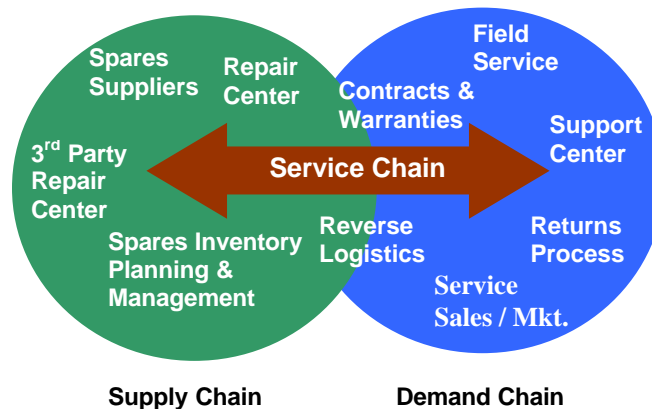 Spares
Suppliers
Repair
Center
Contracts &
Warranties
Field
Service
Support
Center
3rd Party
Repair
Center
Service Chain
Spares Inventory
Planning &
Management
Reverse
Logistics
Returns
Process
Service
Sales / Mkt.
Supply Chain
Demand Chain